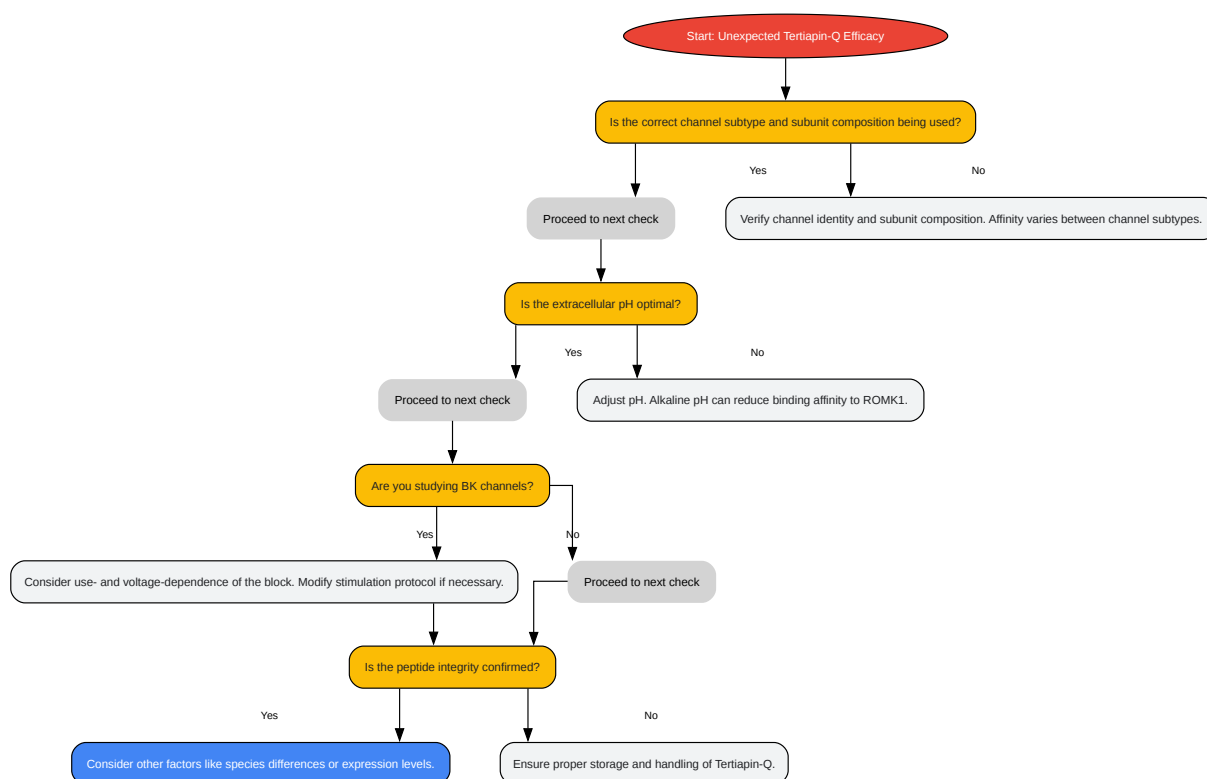 Start: Unexpected Tertiapin-Q Efficacy
Is the correct channel subtype and subunit composition being used?
Yes
No
Proceed to next check
Verify channel identity and subunit composition. Affinity varies between channel subtypes.
Is the extracellular pH optimal?
Yes
No
Proceed to next check
Adjust pH. Alkaline pH can reduce binding affinity to ROMK1.
Are you studying BK channels?
Yes
No
Consider use- and voltage-dependence of the block. Modify stimulation protocol if necessary.
Proceed to next check
Is the peptide integrity confirmed?
Yes
No
Consider other factors like species differences or expression levels.
Ensure proper storage and handling of Tertiapin-Q.